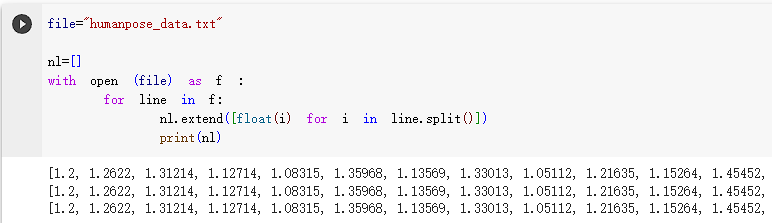 file="humanpose_data.txt"
nl=[]
with open (file) as f :
for line in f:
nl.extend([float(i) for i in line.split()])
print(nl)
[1.2, 1.2622, 1.31214, 1.12714, 1.08315, 1.35968, 1.13569, 1.33013, 1.05112, 1.21635, 1.15264, 1.45452,
[1.2, 1.2622, 1.31214, 1.12714, 1.08315, 1.35968, 1.13569, 1.33013, 1.05112, 1.21635, 1.15264, 1.45452,
[1.2, 1.2622, 1.31214, 1.12714, 1.08315, 1.35968, 1.13569, 1.33013, 1.05112, 1.21635, 1.15264, 1.45452,